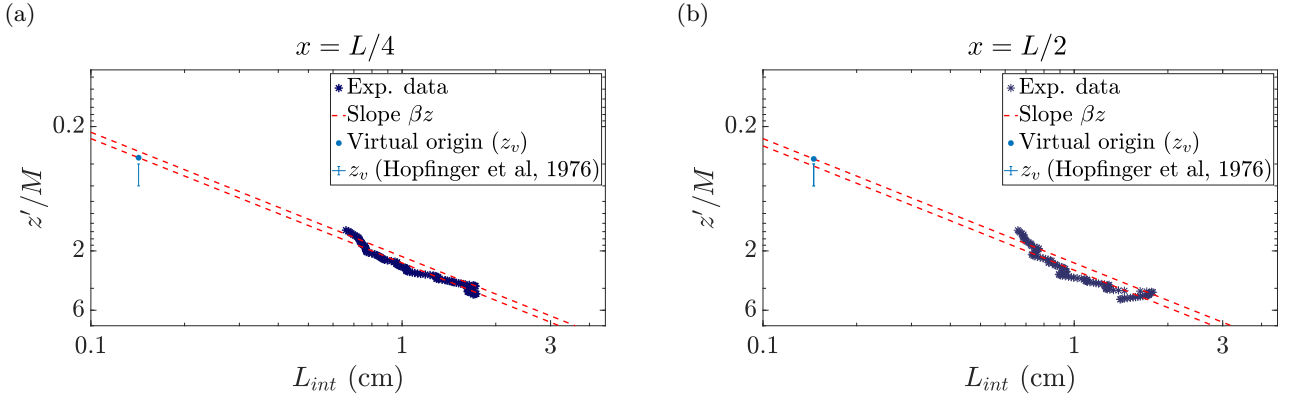 (a)
x = L/4
Exp. data
Slope βz
Virtual origin (z_v)
z_v (Hopfinger et al, 1976)
0.2
2
6
z′/M
0.1
1
3
L_int (cm)
(b)
x = L/2
Exp. data
Slope βz
Virtual origin (z_v)
z_v (Hopfinger et al, 1976)
0.2
2
6
z′/M
0.1
1
3
L_int (cm)